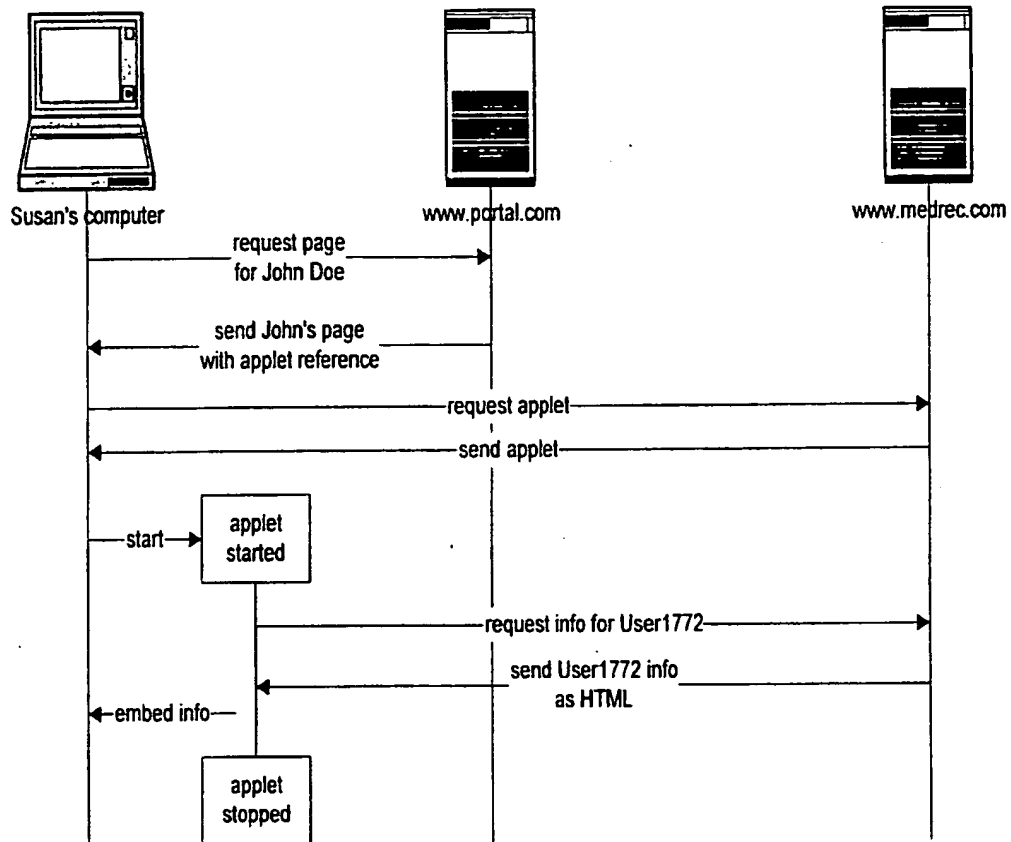 Susan's computer
www.portal.com
www.medrec.com
request page
for John Doe
send John's page
with applet reference
request applet
send applet
start
applet
started
request info for User1772
send User1772 info
as HTML
embed info
applet
stopped